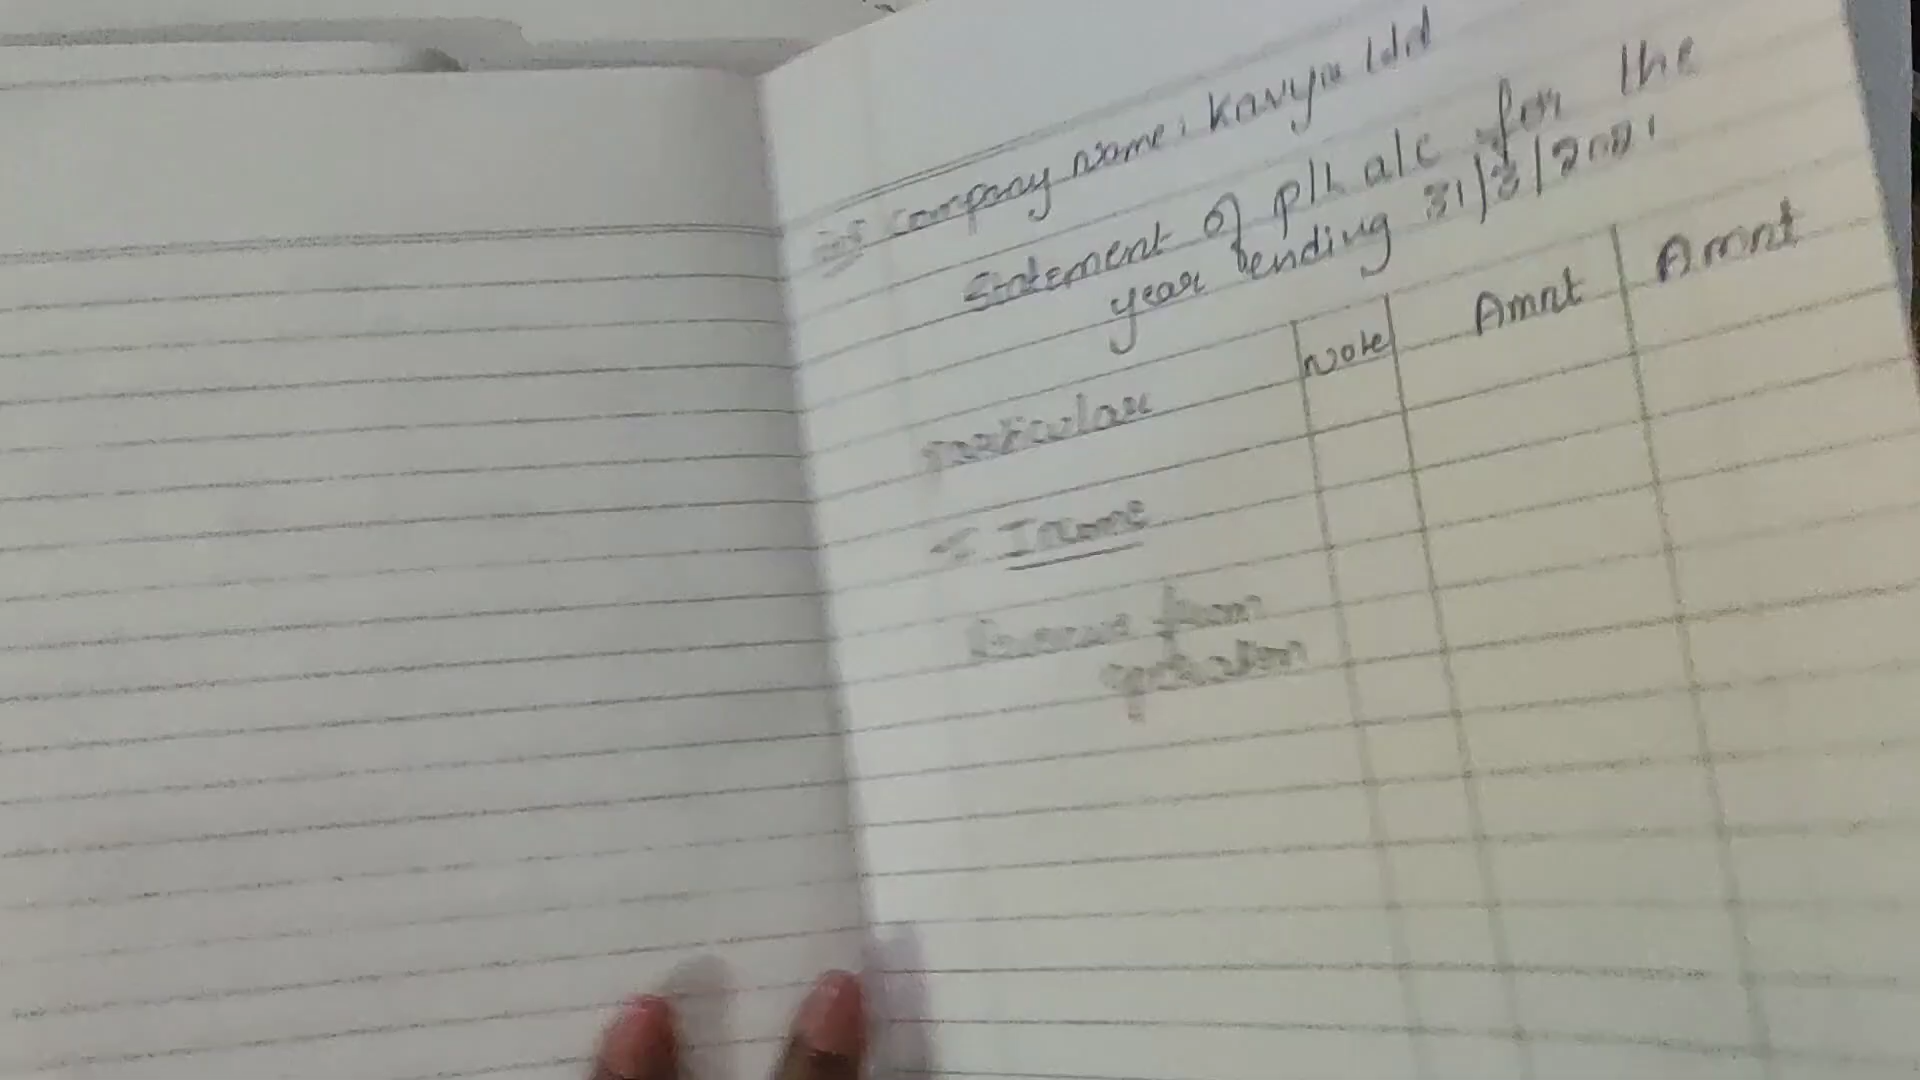 Company Name: Kavya Ltd
Statement of P/L a/c for the
year ending 31/3/2021
Particulars Note Amnt Amnt
I Income
Revenue from
operation